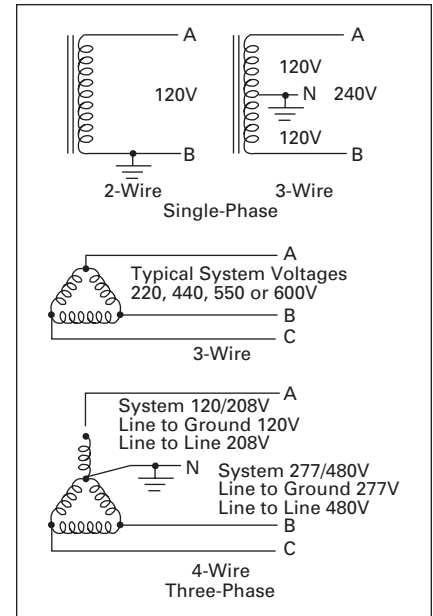 A
A
120V
120V
N
240V
120V
B
B
2-Wire
3-Wire
Single-Phase
A
Typical System Voltages
220, 440, 550 or 600V
B
C
3-Wire
A
System 120/208V
Line to Ground 120V
Line to Line 208V
N
System 277/480V
Line to Ground 277V
Line to Line 480V
B
C
4-Wire
Three-Phase